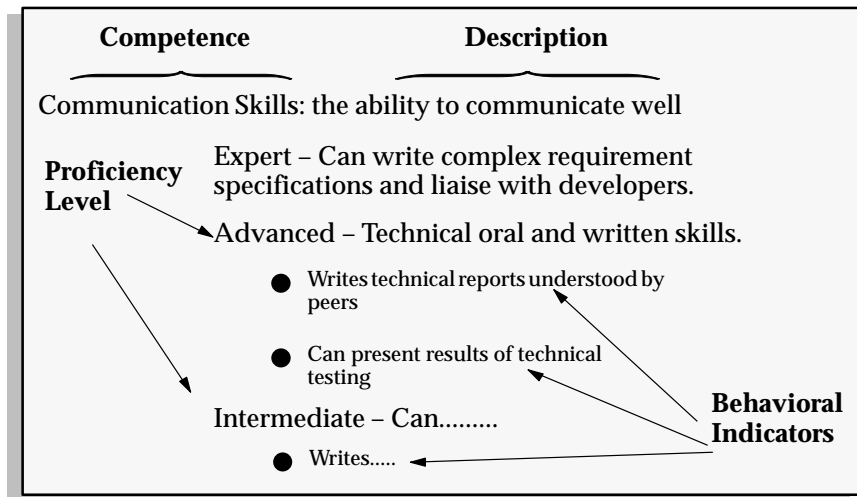 Competence Description
Communication Skills: the ability to communicate well
Proficiency
Level
Expert – Can write complex requirement
specifications and liaise with developers.
Advanced – Technical oral and written skills.
● Writes technical reports understood by
peers
● Can present results of technical
testing
Intermediate – Can.........
● Writes.....
Behavioral
Indicators